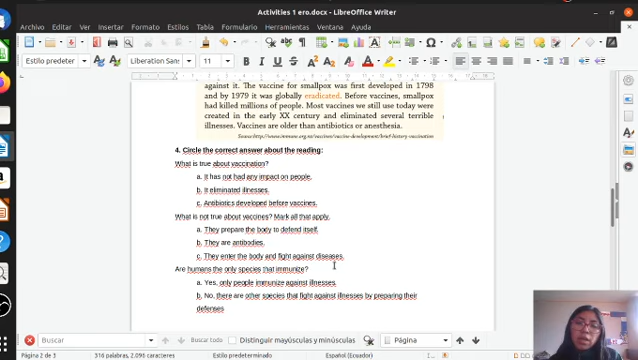 Activities 1 ero.docx - LibreOffice Writer
Archivo Editar Ver Insertar Formato Estilos Tabla Formulario Herramientas Ventana Ayuda
Estilo predeter Liberation Sans 11
against it. The vaccine for smallpox was first developed in 1798
and by 1979 it was globally eradicated. Before vaccines, smallpox
had killed millions of people. Most vaccines we still use today were
created in the early XX century and eliminated several terrible
illnesses. Vaccines are older than antibiotics or anesthesia.
4. Circle the correct answer about the reading:
What is true about vaccination?
a. It has not had any impact on people.
b. It eliminated illnesses.
c. Antibiotics developed before vaccines.
What is not true about vaccines? Mark all that apply.
a. They prepare the body to defend itself.
b. They are antibodies.
c. They enter the body and fight against diseases.
Are humans the only species that immunize?
a. Yes, only people immunize against illnesses.
b. No, there are other species that fight against illnesses by preparing their
defenses
Buscar Buscar todo Distinguir mayúsculas y minúsculas Página
Página 2 de 3 316 palabras, 2.096 caracteres Estilo predeterminado Español (Ecuador)